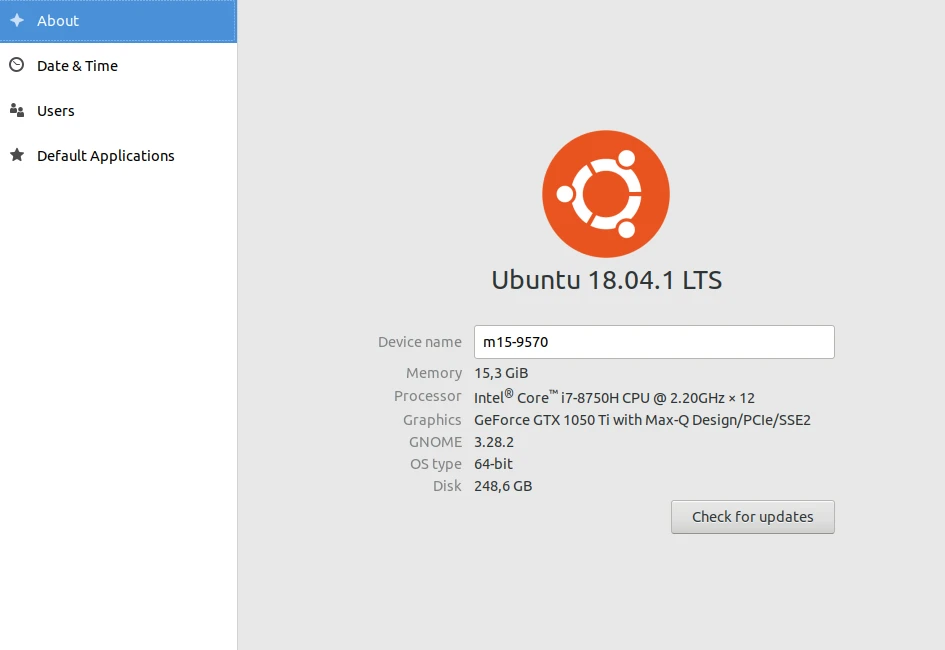 About
Date & Time
Users
Default Applications
Ubuntu 18.04.1 LTS
Device name m15-9570
Memory 15,3 GiB
Processor Intel® Core™ i7-8750H CPU @ 2.20GHz × 12
Graphics GeForce GTX 1050 Ti with Max-Q Design/PCIe/SSE2
GNOME 3.28.2
OS type 64-bit
Disk 248,6 GB
Check for updates